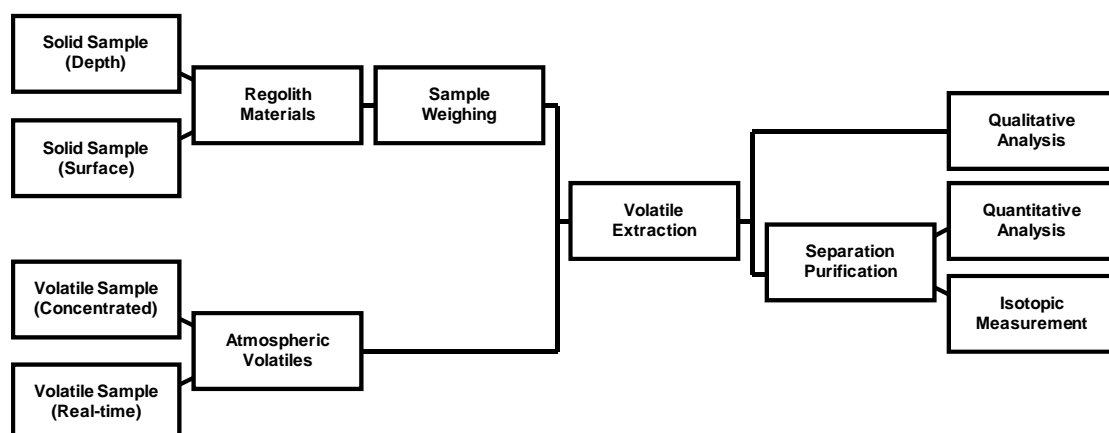 Solid Sample
(Depth)
Regolith
Materials
Sample
Weighing
Solid Sample
(Surface)
Qualitative
Analysis
Volatile
Extraction
Quantitative
Analysis
Separation
Purification
Volatile Sample
(Concentrated)
Isotopic
Measurement
Atmospheric
Volatiles
Volatile Sample
(Real-time)